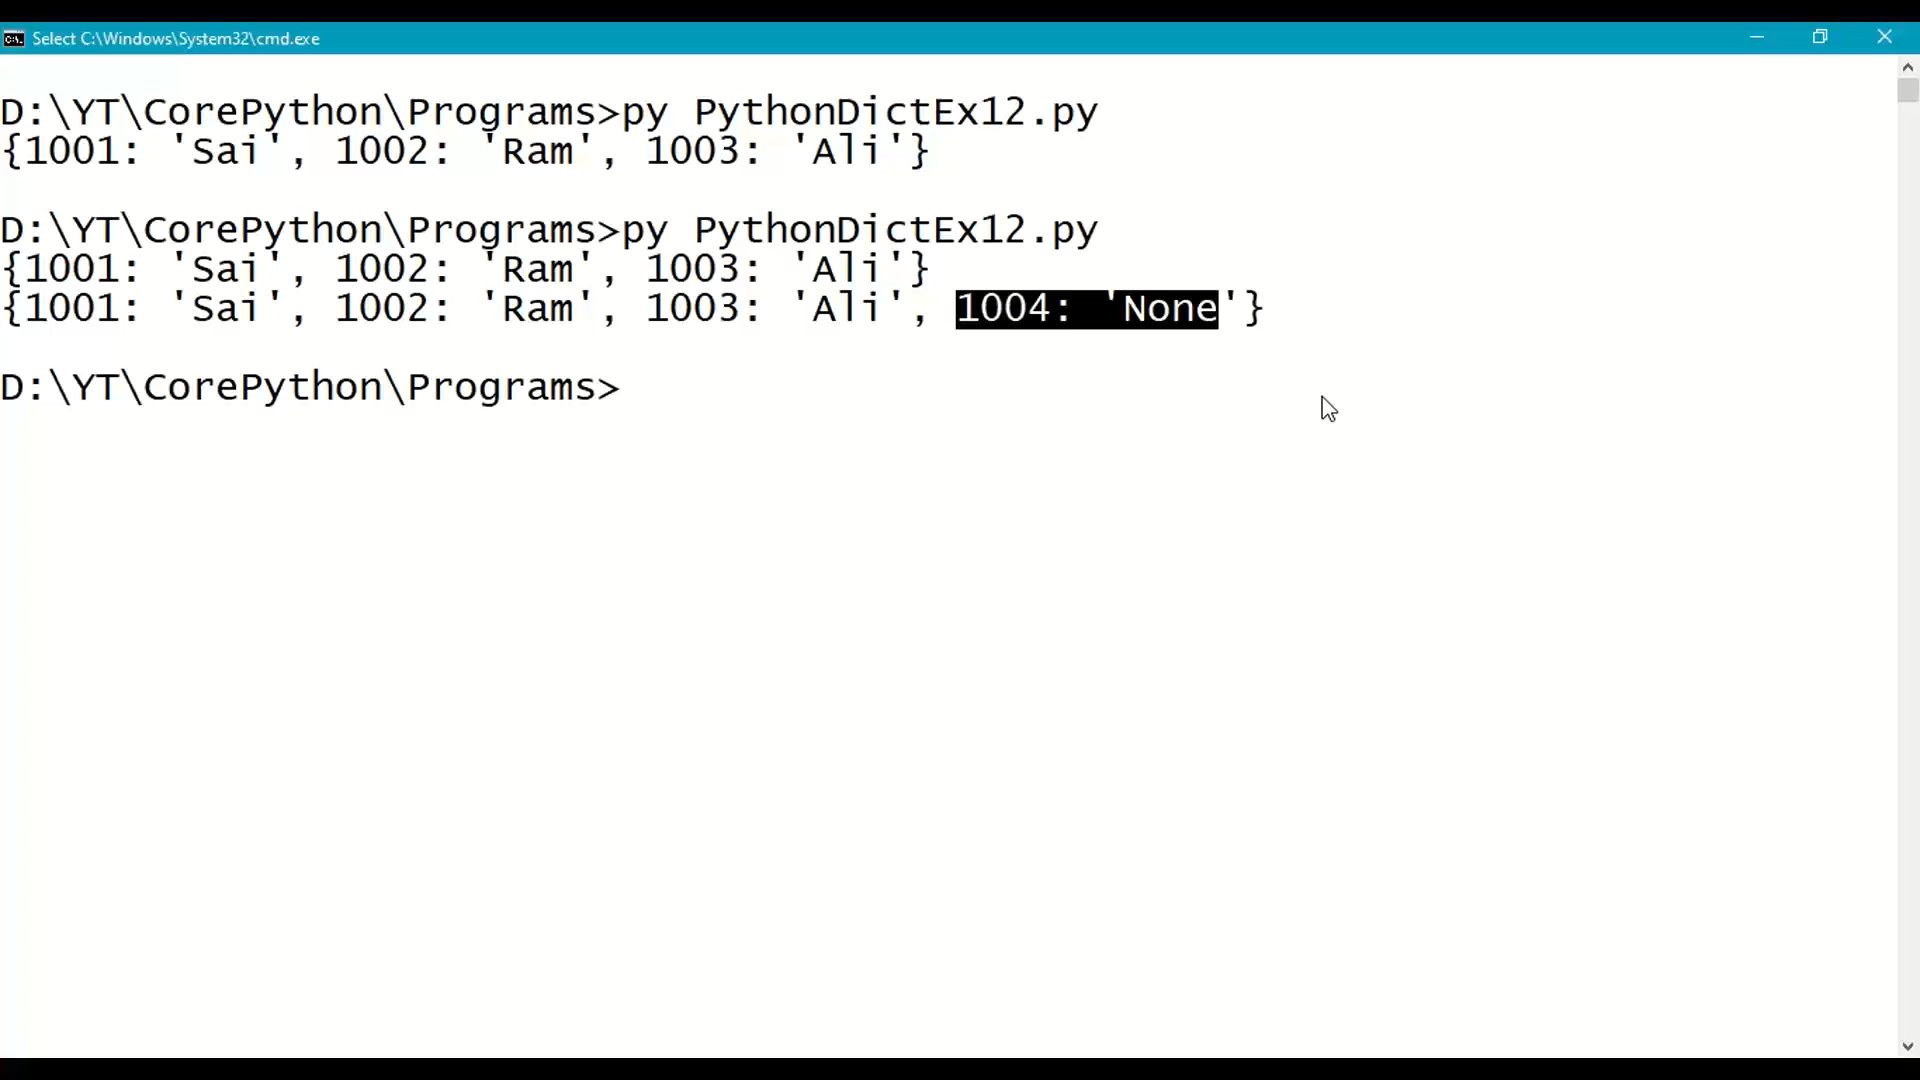 Select C:\Windows\System32\cmd.exe
D:\YT\CorePython\Programs>py PythonDictEx12.py
{1001: 'Sai', 1002: 'Ram', 1003: 'Ali'}
D:\YT\CorePython\Programs>py PythonDictEx12.py
{1001: 'Sai', 1002: 'Ram', 1003: 'Ali'}
{1001: 'Sai', 1002: 'Ram', 1003: 'Ali', 1004: 'None'}
D:\YT\CorePython\Programs>